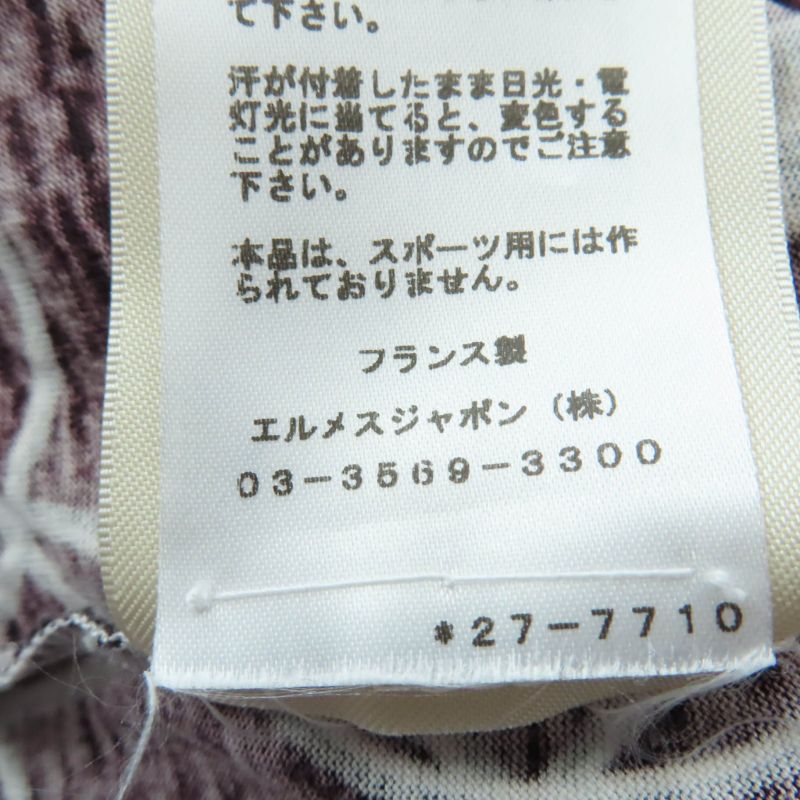 て下さい。
汗が付着したまま日光・電
灯光に当てると、変色する
ことがありますのでご注意
下さい。
本品は、スポーツ用には作
られておりません。
フランス製
エルメスジャポン（株）
03-3569-3300
*27-7710